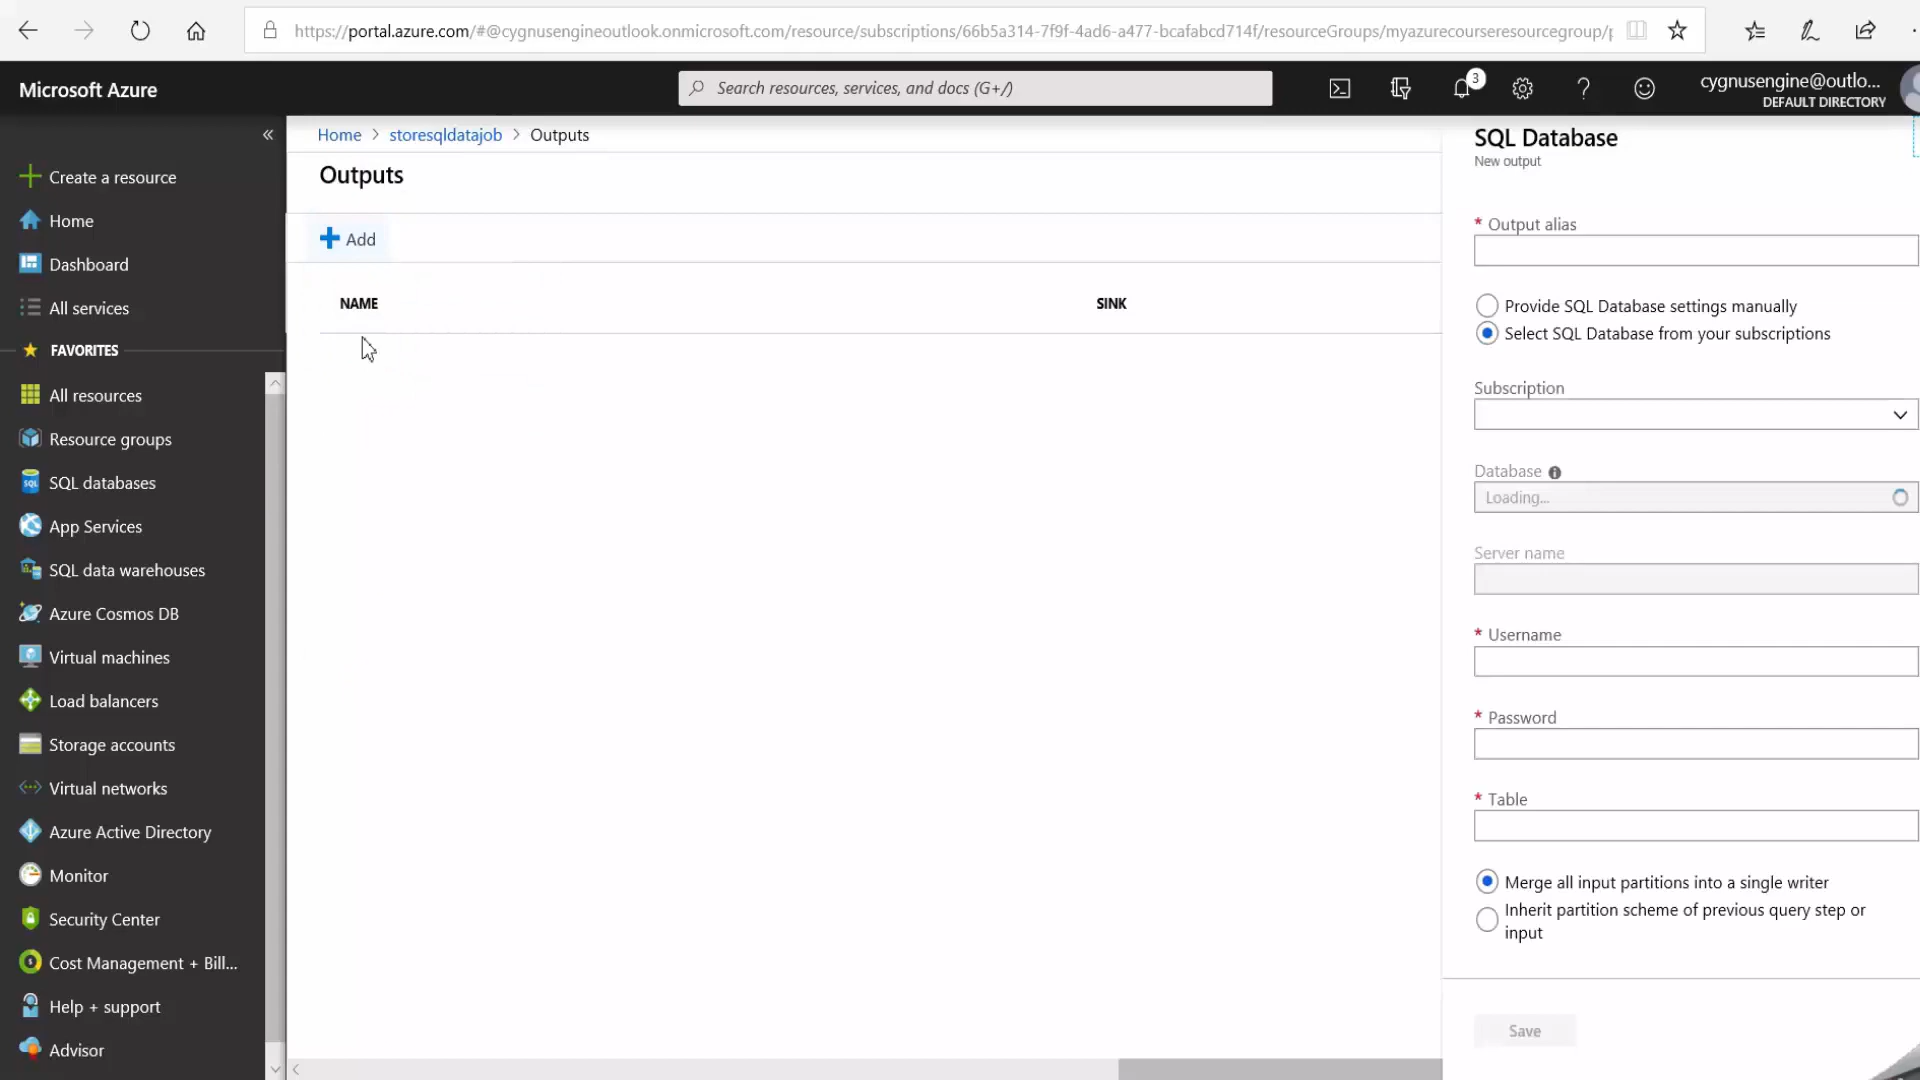 https://portal.azure.com/#@cygnusengineoutlook.onmicrosoft.com/resource/subscriptions/66b5a314-7f9f-4ad6-a477-bcafabcd714f/resourceGroups/myazurecourseresourcegroup/p
Microsoft Azure
Search resources, services, and docs (G+/)
3
cygnusengine@outlo...
DEFAULT DIRECTORY
Create a resource
Home
Dashboard
All services
FAVORITES
All resources
Resource groups
SQL databases
App Services
SQL data warehouses
Azure Cosmos DB
Virtual machines
Load balancers
Storage accounts
Virtual networks
Azure Active Directory
Monitor
Security Center
Cost Management + Bill...
Help + support
Advisor
Home > storesqldatajob > Outputs
Outputs
Add
NAME SINK
SQL Database
New output
* Output alias
Provide SQL Database settings manually
Select SQL Database from your subscriptions
Subscription
Database
Loading...
Server name
* Username
* Password
* Table
Merge all input partitions into a single writer
Inherit partition scheme of previous query step or
input
Save